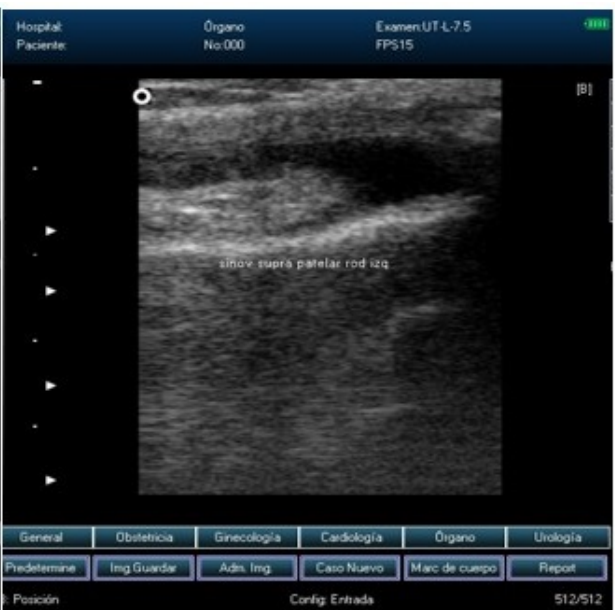 Hospital: Órgano Examen:UT-L-7.5
Paciente: No:000 FPS15
[B]
sinov supra patelar rod izq
General Obstetricia Ginecología Cardiología Órgano Urología
Predetermine Img.Guardar Adm. Img. Caso Nuevo Marc de cuerpo Report
: Posición Config: Entrada 512/512